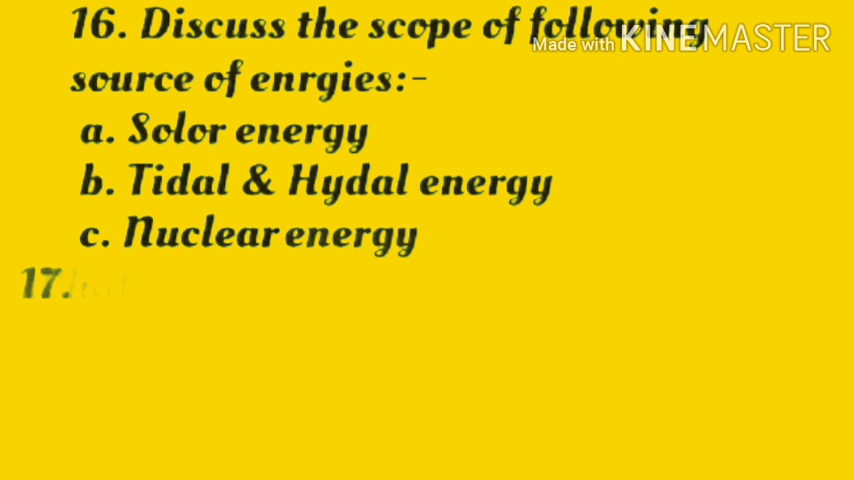 16. Discuss the scope of following
Made with KINEMASTER
source of enrgies:-
a. Solor energy
b. Tidal & Hydal energy
c. Nuclear energy
17.